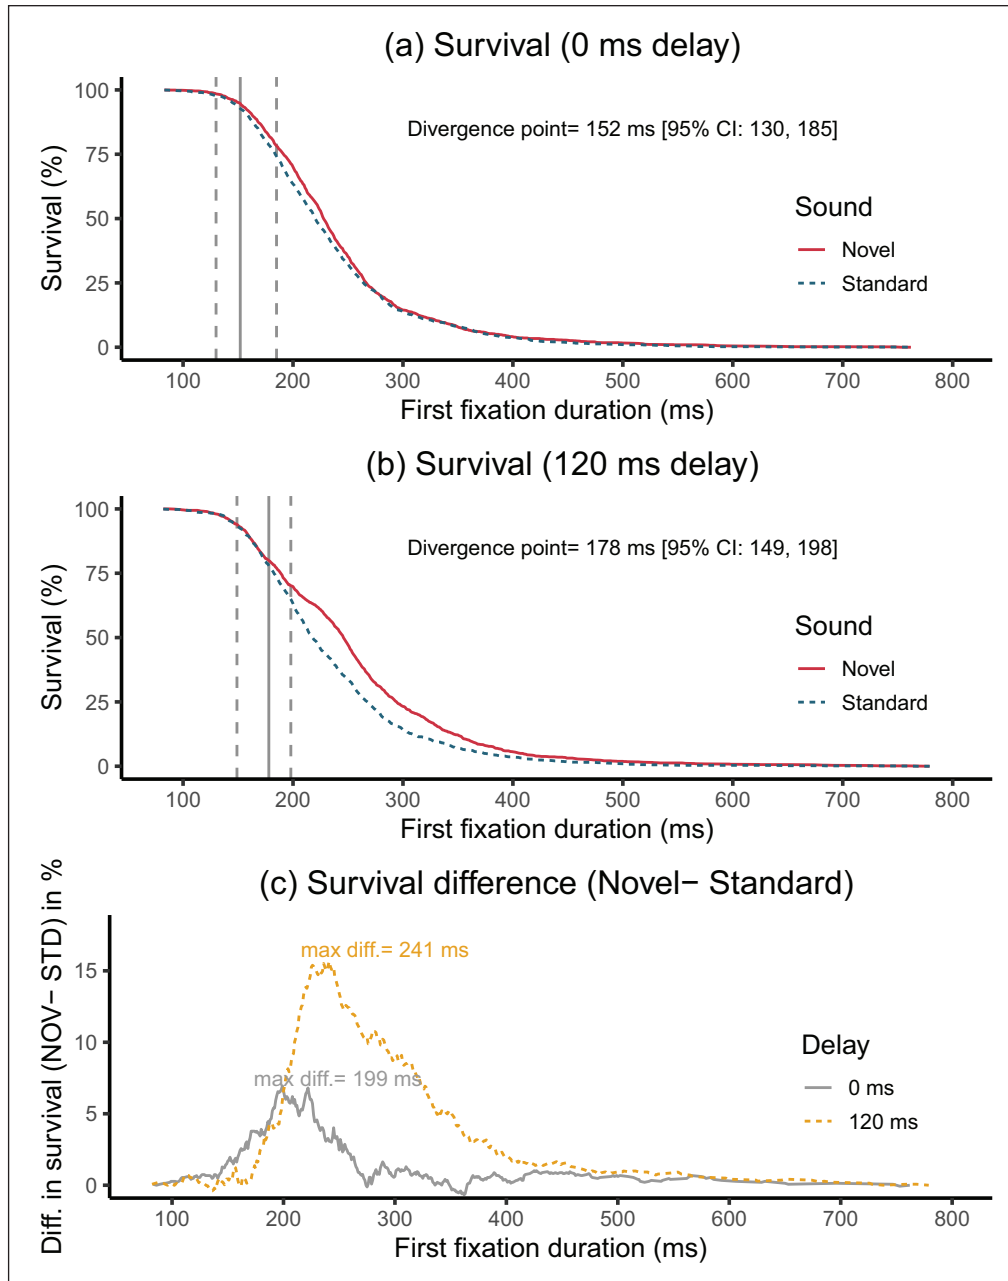 (a) Survival (0 ms delay)
Survival (%)
100
75
50
25
0
Divergence point= 152 ms [95% CI: 130, 185]
Sound
Novel
Standard
100 200 300 400 500 600 700 800
First fixation duration (ms)
(b) Survival (120 ms delay)
Survival (%)
100
75
50
25
0
Divergence point= 178 ms [95% CI: 149, 198]
Sound
Novel
Standard
100 200 300 400 500 600 700 800
First fixation duration (ms)
(c) Survival difference (Novel− Standard)
Diff. in survival (NOV− STD) in %
15
10
5
0
max diff.= 241 ms
max diff.= 199 ms
Delay
0 ms
120 ms
100 200 300 400 500 600 700 800
First fixation duration (ms)